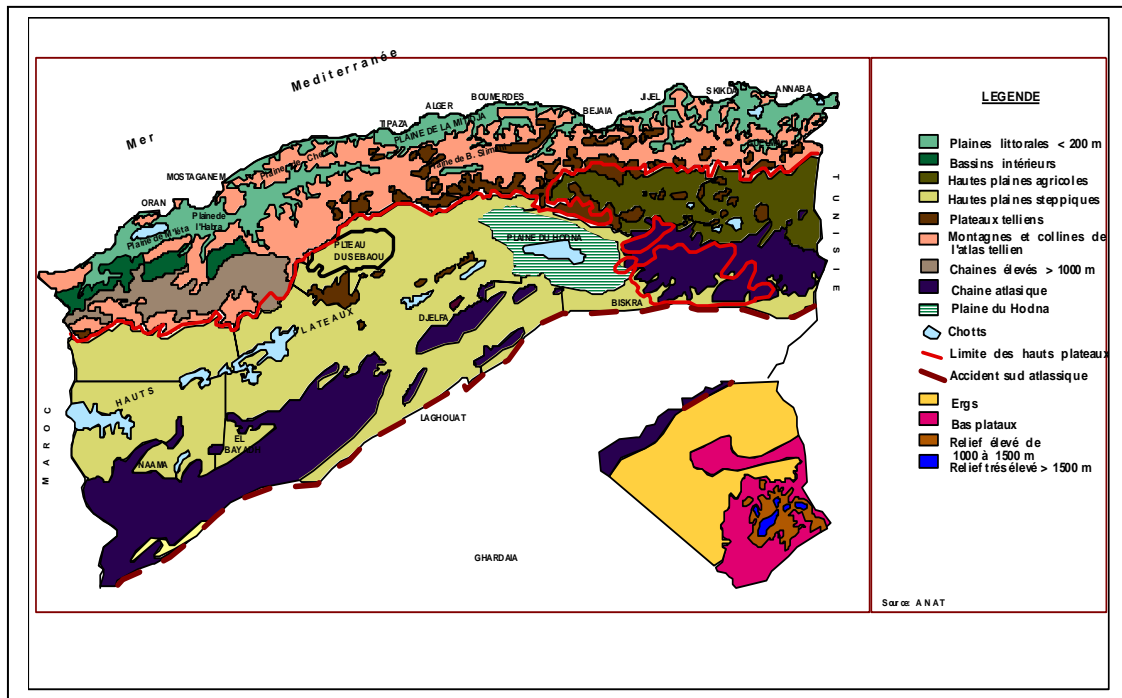 Mer Mediterranée
ORAN
MOSTAGANEM
TIPAZA
ALGER
BOUMERDES
BEJAIA
JIJEL
SKIKDA
ANNABA
PLAINE DE LA MITIDJA
Plaine de
l'Habra
PLTEAU
DU SEBAOU
PLAINE DU HODNA
HAUTS PLATEAUX
DJELFA
BISKRA
LAGHOUAT
EL
BAYADH
NAAMA
GHARDAIA
MAROC
TUNISIE
LEGENDE
Plaines littorales < 200 m
Bassins intérieurs
Hautes plaines agricoles
Hautes plaines steppiques
Plateaux telliens
Montagnes et collines de
l'atlas tellien
Chaines élevés > 1000 m
Chaine atlasique
Plaine du Hodna
Chotts
Limite des hauts plateaux
Accident sud atlassique
Ergs
Bas plataux
Relief élevé de
1000 à 1500 m
Relief trés élevé > 1500 m
Source: ANAT